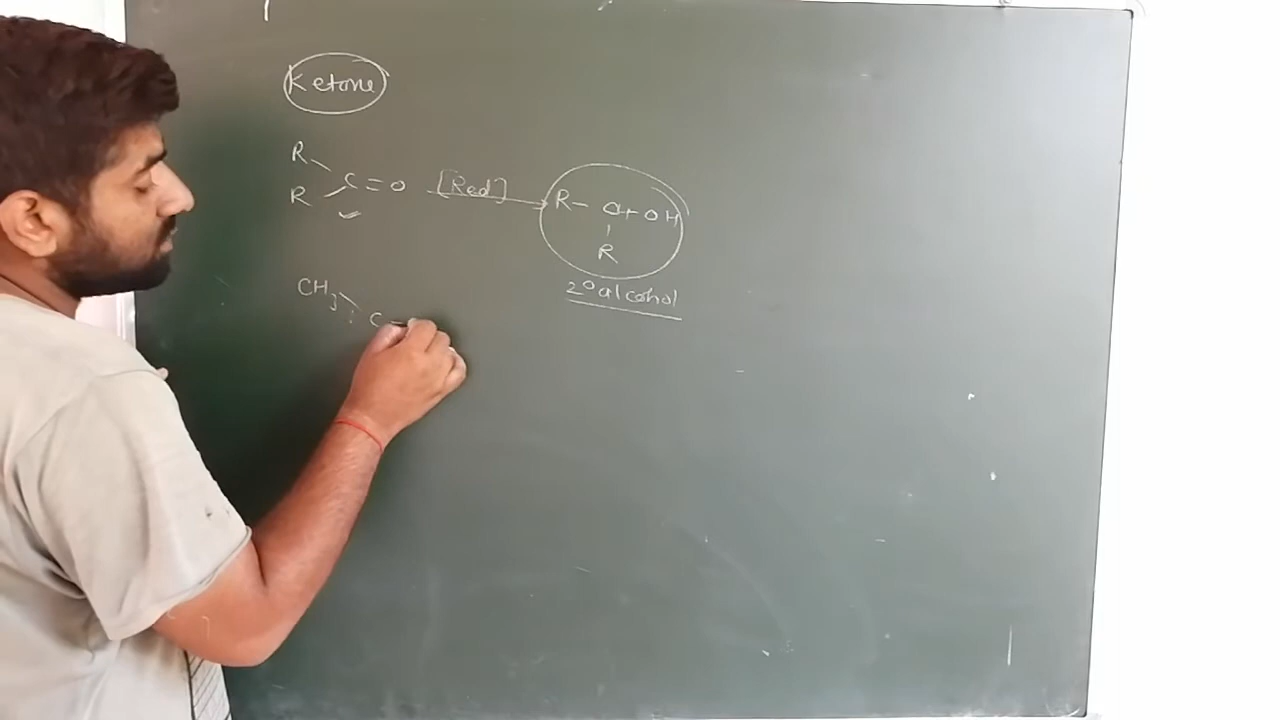 Ketone
R
C=O [Red] R-CH-OH
R
R
2° alcohol
CH3
C=